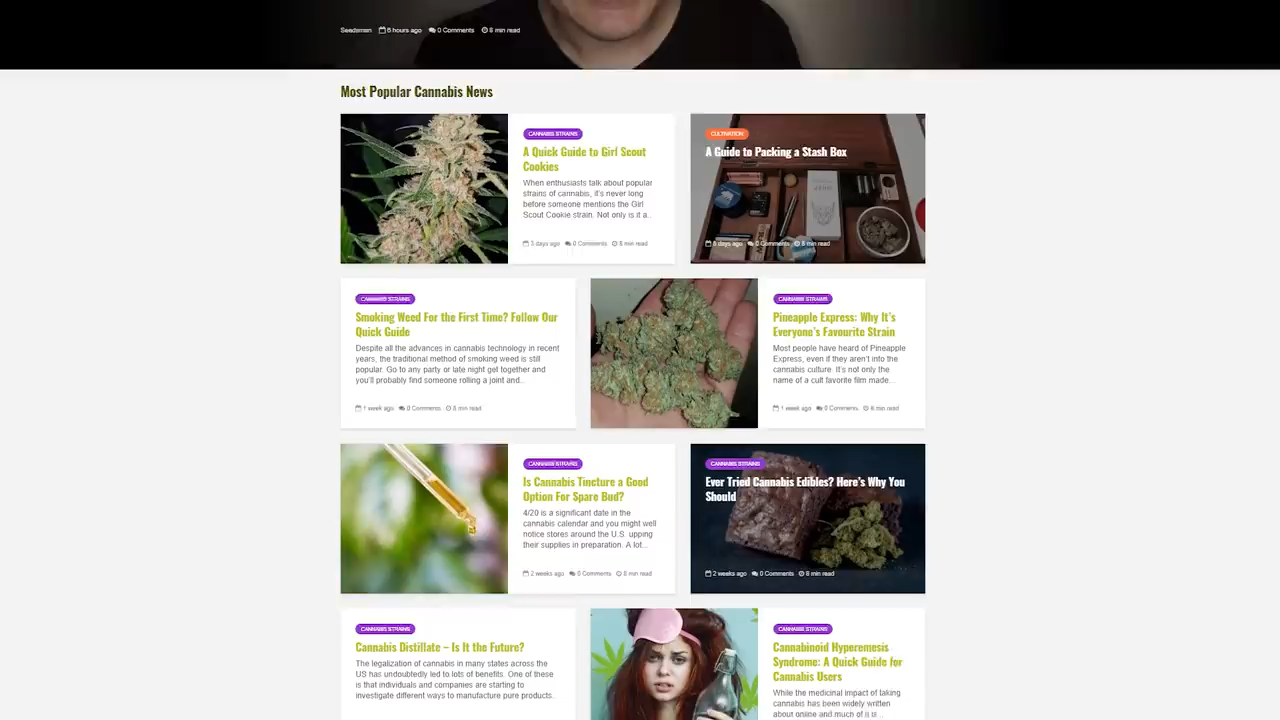 Seedsman 6 hours ago 0 Comments 8 min read
Most Popular Cannabis News
CANNABIS STRAINS
A Quick Guide to Girl Scout
Cookies
When enthusiasts talk about popular
strains of cannabis, it's never long
before someone mentions the Girl
Scout Cookie strain. Not only is it a...
3 days ago 0 Comments 8 min read
CULTIVATION
A Guide to Packing a Stash Box
5 days ago 0 Comments 8 min read
CANNABIS STRAINS
Smoking Weed For the First Time? Follow Our
Quick Guide
Despite all the advances in cannabis technology in recent
years, the traditional method of smoking weed is still
popular. Go to any party or late night get together and
you'll probably find someone rolling a joint and...
1 week ago 0 Comments 8 min read
CANNABIS STRAINS
Pineapple Express: Why It's
Everyone's Favourite Strain
Most people have heard of Pineapple
Express, even if they aren't into the
cannabis culture. It's not only the
name of a cult favorite film made...
1 week ago 0 Comments 8 min read
CANNABIS STRAINS
Is Cannabis Tincture a Good
Option For Spare Bud?
4/20 is a significant date in the
cannabis calendar and you might well
notice stores around the U.S. upping
their supplies in preparation. A lot...
2 weeks ago 0 Comments 8 min read
CANNABIS STRAINS
Ever Tried Cannabis Edibles? Here's Why You
Should
2 weeks ago 0 Comments 8 min read
CANNABIS STRAINS
Cannabis Distillate – Is It the Future?
The legalization of cannabis in many states across the
US has undoubtedly led to lots of benefits. One of these
is that individuals and companies are starting to
investigate different ways to manufacture pure products...
CANNABIS STRAINS
Cannabinoid Hyperemesis
Syndrome: A Quick Guide for
Cannabis Users
While the medicinal impact of taking
cannabis has been widely written
about online and much of it is...